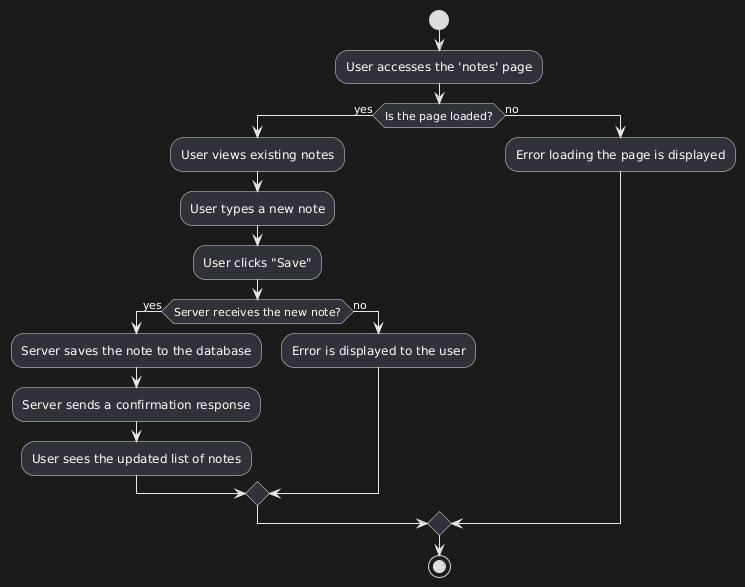 User accesses the 'notes' page
yes
Is the page loaded?
no
User views existing notes
Error loading the page is displayed
User types a new note
User clicks "Save"
yes
Server receives the new note?
no
Server saves the note to the database
Error is displayed to the user
Server sends a confirmation response
User sees the updated list of notes